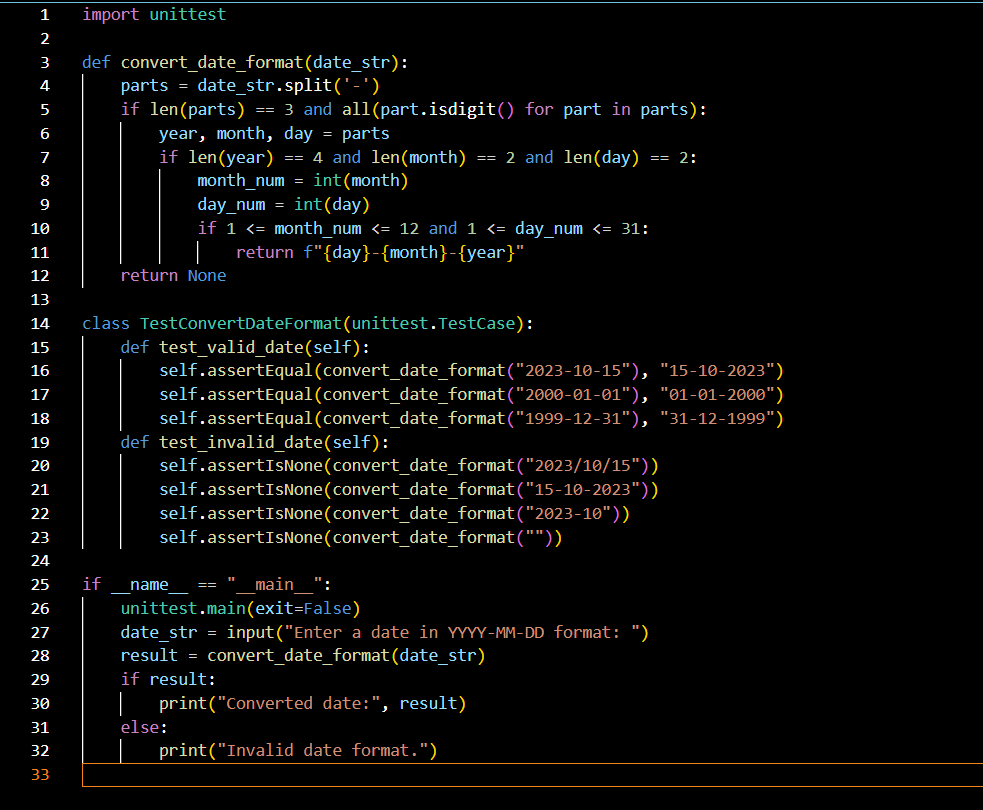 1 import unittest
2
3 def convert_date_format(date_str):
4     parts = date_str.split('-')
5     if len(parts) == 3 and all(part.isdigit() for part in parts):
6         year, month, day = parts
7         if len(year) == 4 and len(month) == 2 and len(day) == 2:
8             month_num = int(month)
9             day_num = int(day)
10             if 1 <= month_num <= 12 and 1 <= day_num <= 31:
11                 return f"{day}-{month}-{year}"
12     return None
13
14 class TestConvertDateFormat(unittest.TestCase):
15     def test_valid_date(self):
16         self.assertEqual(convert_date_format("2023-10-15"), "15-10-2023")
17         self.assertEqual(convert_date_format("2000-01-01"), "01-01-2000")
18         self.assertEqual(convert_date_format("1999-12-31"), "31-12-1999")
19     def test_invalid_date(self):
20         self.assertIsNone(convert_date_format("2023/10/15"))
21         self.assertIsNone(convert_date_format("15-10-2023"))
22         self.assertIsNone(convert_date_format("2023-10"))
23         self.assertIsNone(convert_date_format(""))
24
25 if __name__ == "__main__":
26     unittest.main(exit=False)
27     date_str = input("Enter a date in YYYY-MM-DD format: ")
28     result = convert_date_format(date_str)
29     if result:
30         print("Converted date:", result)
31     else:
32         print("Invalid date format.")
33